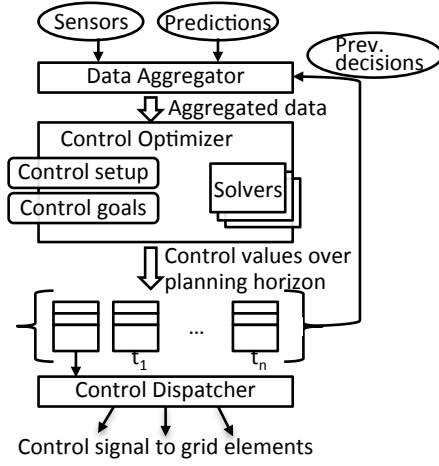 Sensors
Predictions
Prev.
decisions
Data Aggregator
Aggregated data
Control Optimizer
Control setup
Control goals
Solvers
Control values over
planning horizon
...
t1
tn
Control Dispatcher
Control signal to grid elements